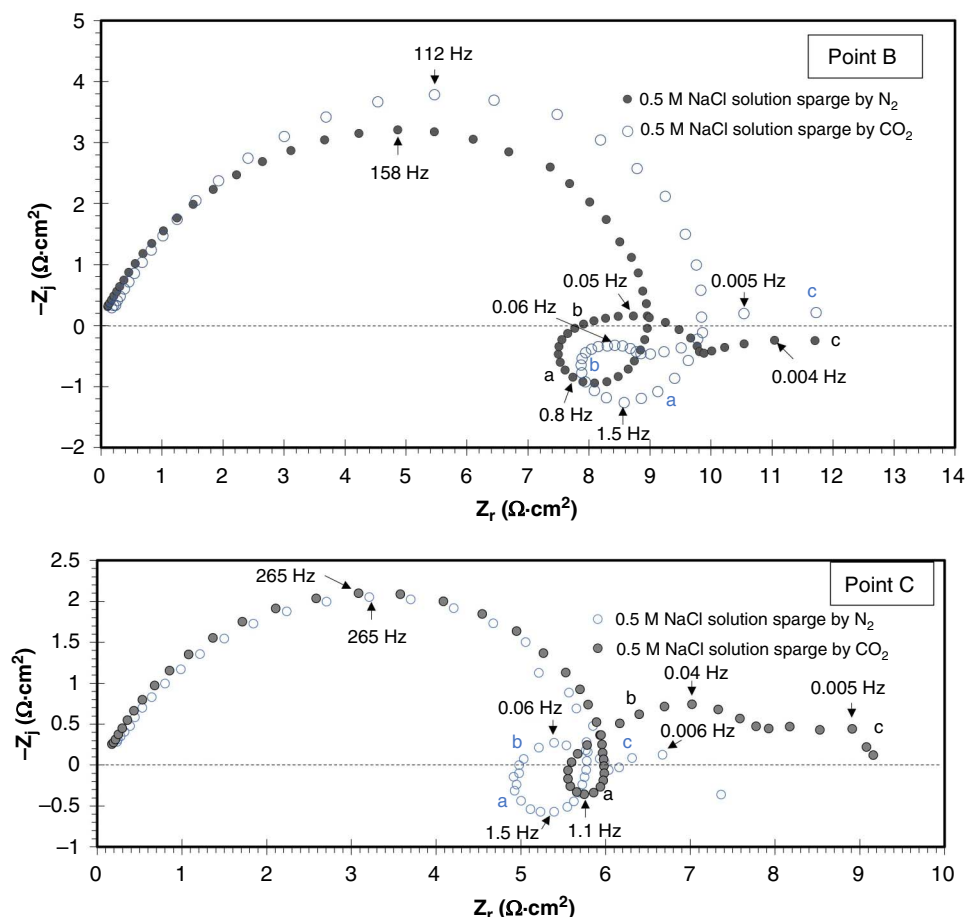 5
4
3
2
1
0
−1
−2
−Zj (Ω·cm²)
112 Hz
158 Hz
Point B
0.5 M NaCl solution sparge by N₂
0.5 M NaCl solution sparge by CO₂
0.05 Hz
0.005 Hz
0.06 Hz
b
c
a
b
c
0.8 Hz
a
0.004 Hz
1.5 Hz
0 1 2 3 4 5 6 7 8 9 10 11 12 13 14
Zr (Ω·cm²)
2.5
2
1.5
1
0.5
0
−0.5
−1
−Zj (Ω·cm²)
265 Hz
265 Hz
Point C
0.5 M NaCl solution sparge by N₂
0.5 M NaCl solution sparge by CO₂
0.04 Hz
0.005 Hz
0.06 Hz
b
b
c
c
0.006 Hz
a
a
1.5 Hz
1.1 Hz
0 1 2 3 4 5 6 7 8 9 10
Zr (Ω·cm²)